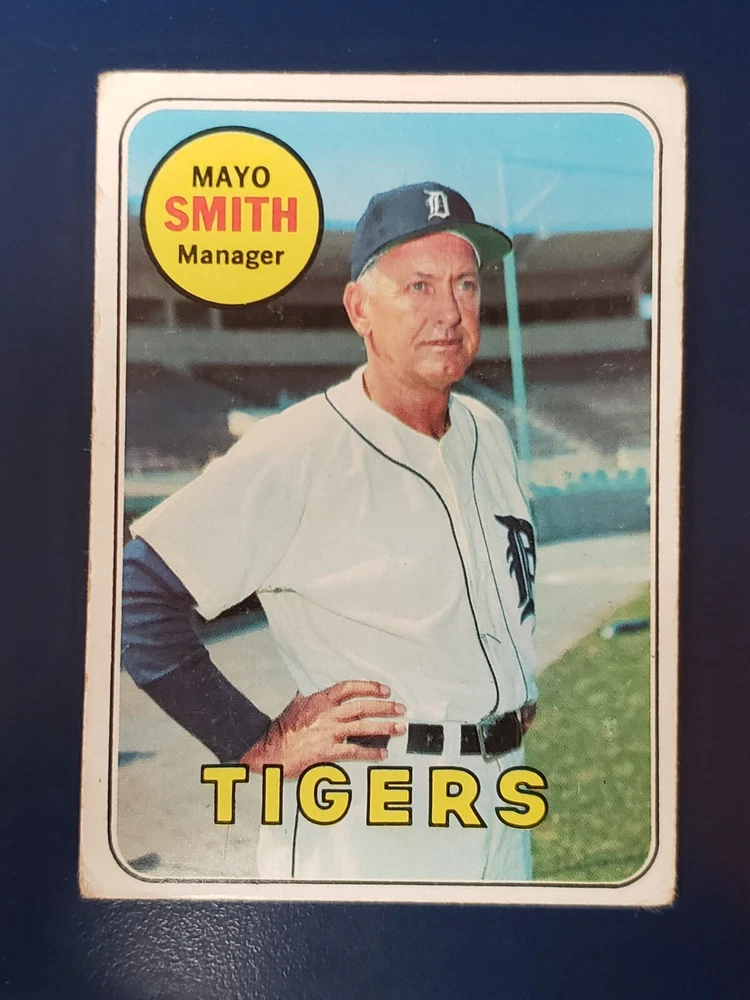 MAYO
SMITH
Manager
D
D
TIGERS